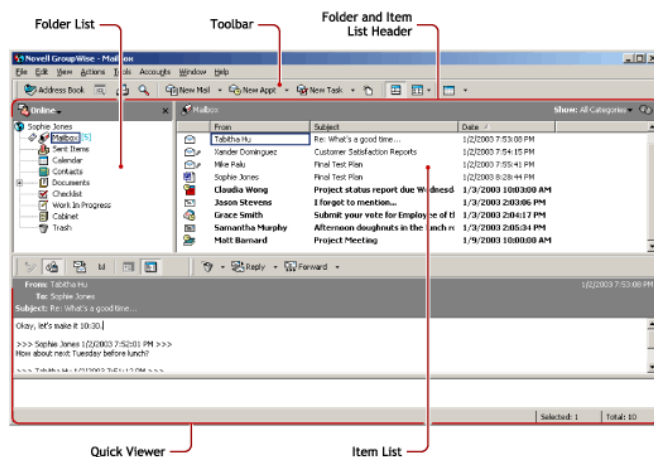 Folder List
Toolbar
Folder and Item
List Header
Novell GroupWise - Mailbox
File Edit View Actions Tools Accounts Window Help
Address Book New Mail New Appt New Task
Online
Mailbox Show: All Categories
Sophie Jones
Mailbox [5]
Sent Items
Calendar
Contacts
Documents
Checklist
Work In Progress
Cabinet
Trash
From Subject Date
Tabitha Hu Re: What's a good time... 1/2/2003 7:53:08 PM
Xander Dominguez Customer Satisfaction Reports 1/2/2003 7:54:15 PM
Mike Palu Final Test Plan 1/2/2003 7:55:41 PM
Sophie Jones Final Test Plan 1/2/2003 8:28:44 PM
Claudia Wong Project status report due Wednesd 1/3/2003 10:03:00 AM
Jason Stevens I forgot to mention... 1/3/2003 2:03:06 PM
Grace Smith Submit your vote for Employee of t 1/3/2003 2:04:17 PM
Samantha Murphy Afternoon doughnuts in the lunch r 1/3/2003 2:05:34 PM
Matt Barnard Project Meeting 1/9/2003 10:00:00 AM
Reply Forward
From: Tabitha Hu 1/2/2003 7:53:08 PM
To: Sophie Jones
Subject: Re: What's a good time...
Okay, let's make it 10:30.
>>> Sophie Jones 1/2/2003 7:52:01 PM >>>
How about next Tuesday before lunch?
>>> Tabitha Hu 1/2/2003 7:51:12 PM >>>
Selected: 1 Total: 10
Quick Viewer
Item List